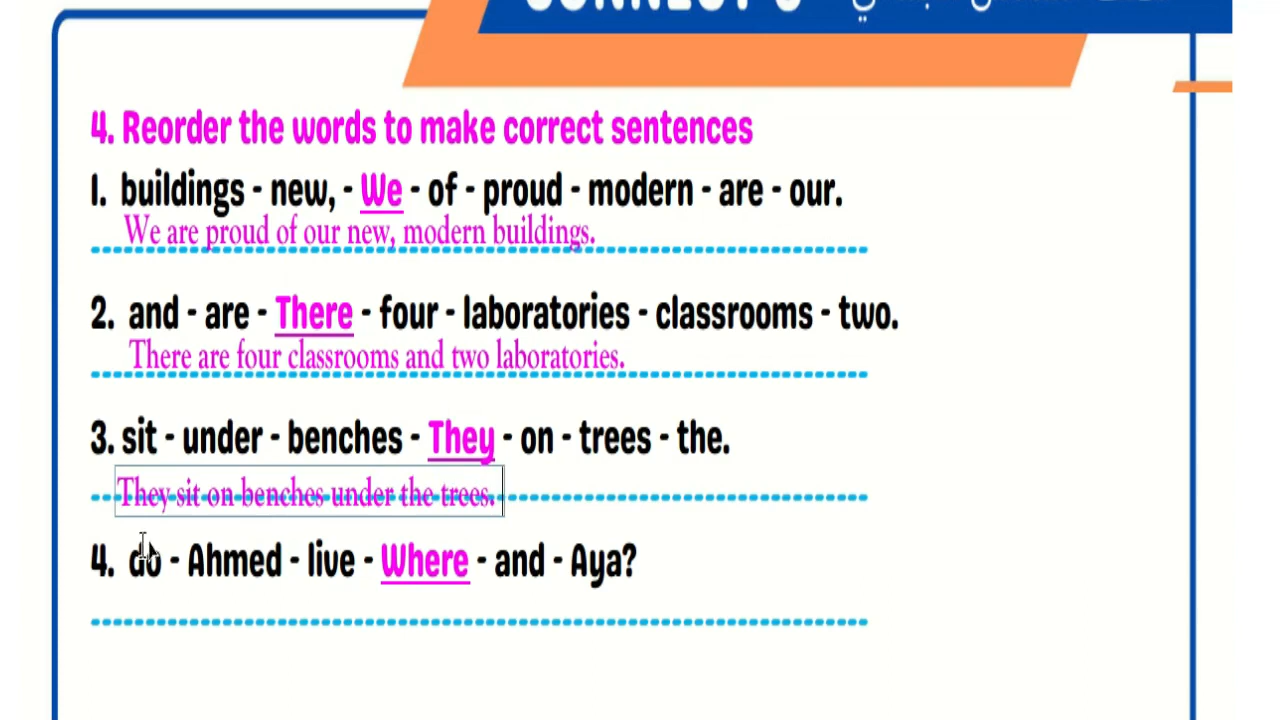 4. Reorder the words to make correct sentences
1. buildings - new, - We - of - proud - modern - are - our.
We are proud of our new, modern buildings.
2. and - are - There - four - laboratories - classrooms - two.
There are four classrooms and two laboratories.
3. sit - under - benches - They - on - trees - the.
They sit on benches under the trees.
4. do - Ahmed - live - Where - and - Aya?